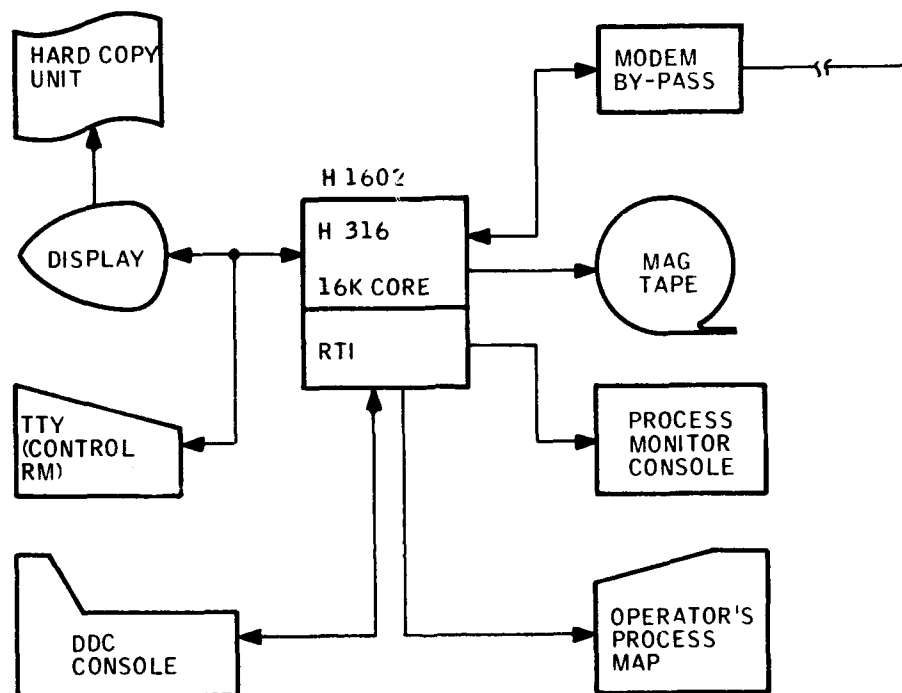 HARD COPY
UNIT
MODEM
BY-PASS
H 1602
H 316
16K CORE
RTI
DISPLAY
MAG
TAPE
TTY
(CONTROL
RM)
PROCESS
MONITOR
CONSOLE
DDC
CONSOLE
OPERATOR'S
PROCESS
MAP